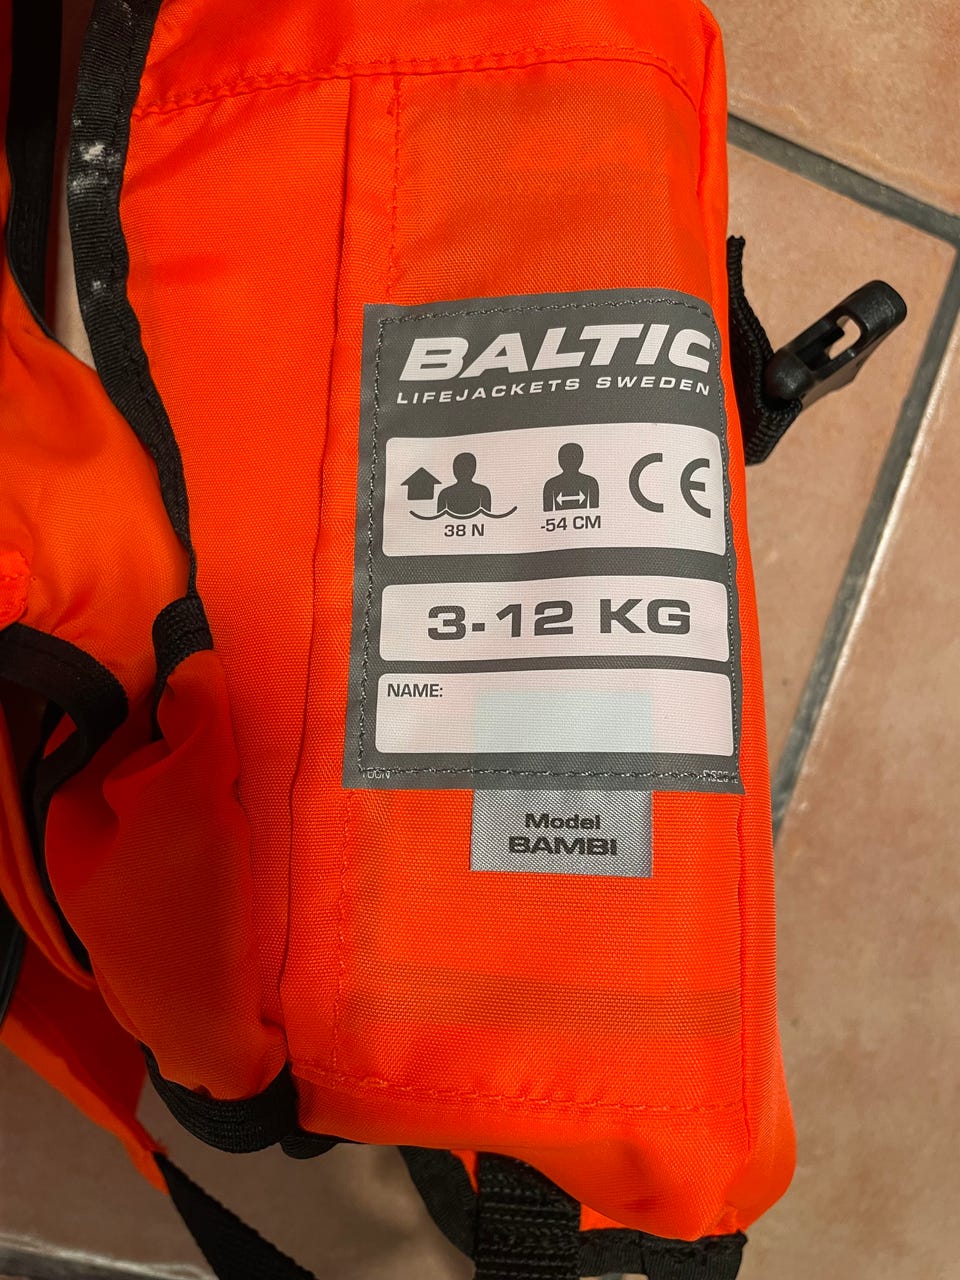 BALTIC
LIFEJACKETS SWEDEN
38 N
-54 CM
CE
3-12 KG
NAME:
Model
BAMBI